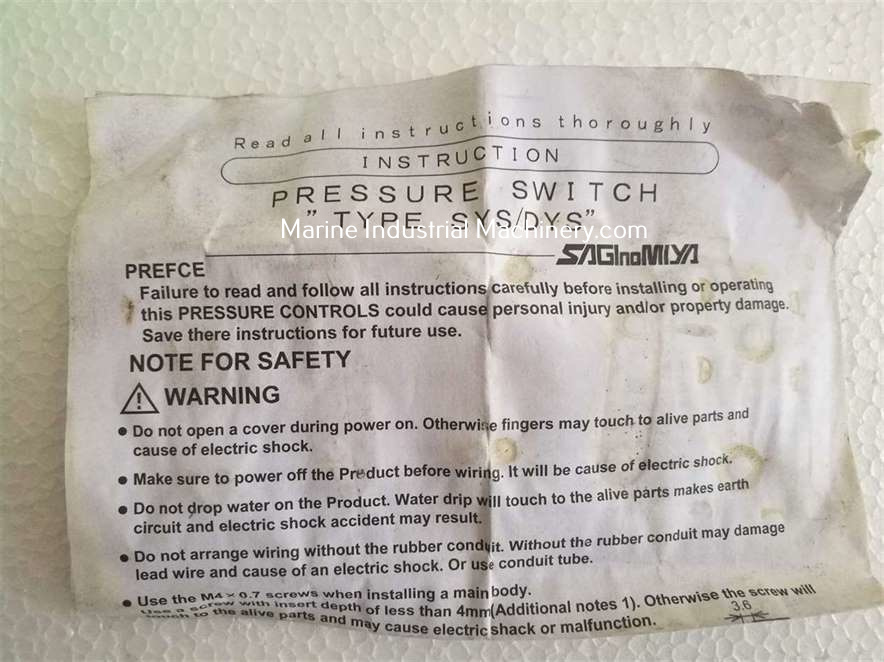 Read all instructions thoroughly
INSTRUCTION
PRESSURE SWITCH
"TYPE SYS/DYS"
Marine Industrial Machinery.com
SAGInoMIYA
PREFCE
Failure to read and follow all instructions carefully before installing or operating
this PRESSURE CONTROLS could cause personal injury and/or property damage.
Save there instructions for future use.
NOTE FOR SAFETY
WARNING
● Do not open a cover during power on. Otherwise fingers may touch to alive parts and
cause of electric shock.
● Make sure to power off the Product before wiring. It will be cause of electric shock.
● Do not drop water on the Product. Water drip will touch to the alive parts makes earth
circuit and electric shock accident may result.
● Do not arrange wiring without the rubber conduit. Without the rubber conduit may damage
lead wire and cause of an electric shock. Or use conduit tube.
● Use the M4×0.7 screws when installing a main body.
Use a screw with insert depth of less than 4mm(Additional notes 1). Otherwise the screw will
touch to the alive parts and may cause electric shack or malfunction.
3.6